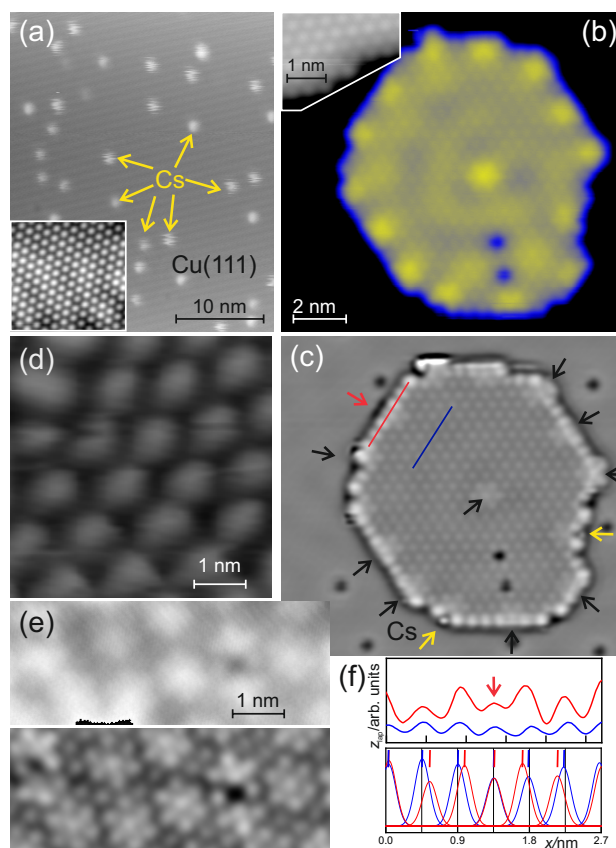 (a)
Cs
Cu(111)
10 nm
1 nm
(b)
2 nm
(d)
1 nm
(c)
Cs
(e)
1 nm
(f)
z_lap/arb. units
0.0 0.9 1.8 x/nm 2.7